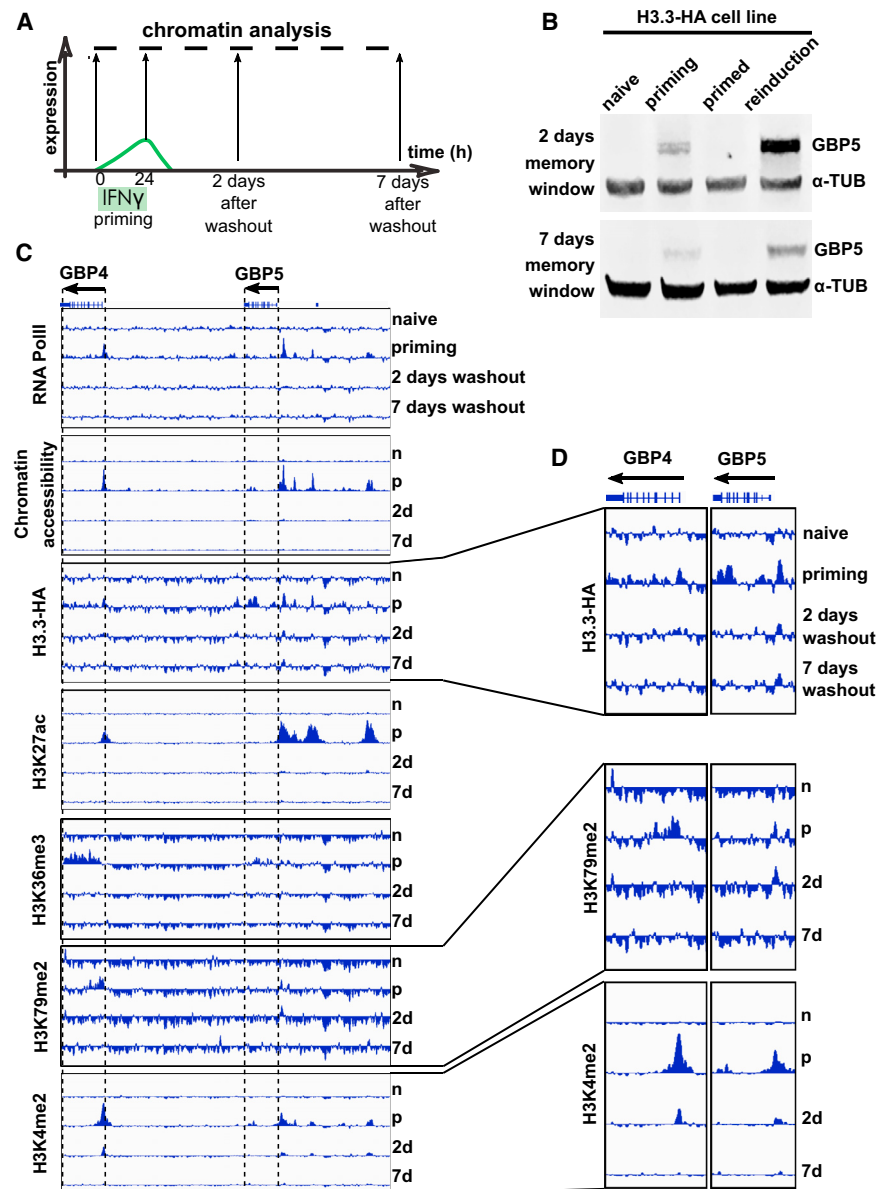 A
chromatin analysis
expression
time (h)
0
24
IFNγ
priming
2 days
after
washout
7 days
after
washout
B
H3.3-HA cell line
naive
priming
primed
reinduction
2 days
memory
window
GBP5
α-TUB
7 days
memory
window
GBP5
α-TUB
C
GBP4
GBP5
RNA PolII
naive
priming
2 days washout
7 days washout
Chromatin
accessibility
n
p
2d
7d
H3.3-HA
n
p
2d
7d
H3K27ac
n
p
2d
7d
H3K36me3
n
p
2d
7d
H3K79me2
n
p
2d
7d
H3K4me2
n
p
2d
7d
D
GBP4
GBP5
H3.3-HA
naive
priming
2 days
washout
7 days
washout
H3K79me2
n
p
2d
7d
H3K4me2
n
p
2d
7d